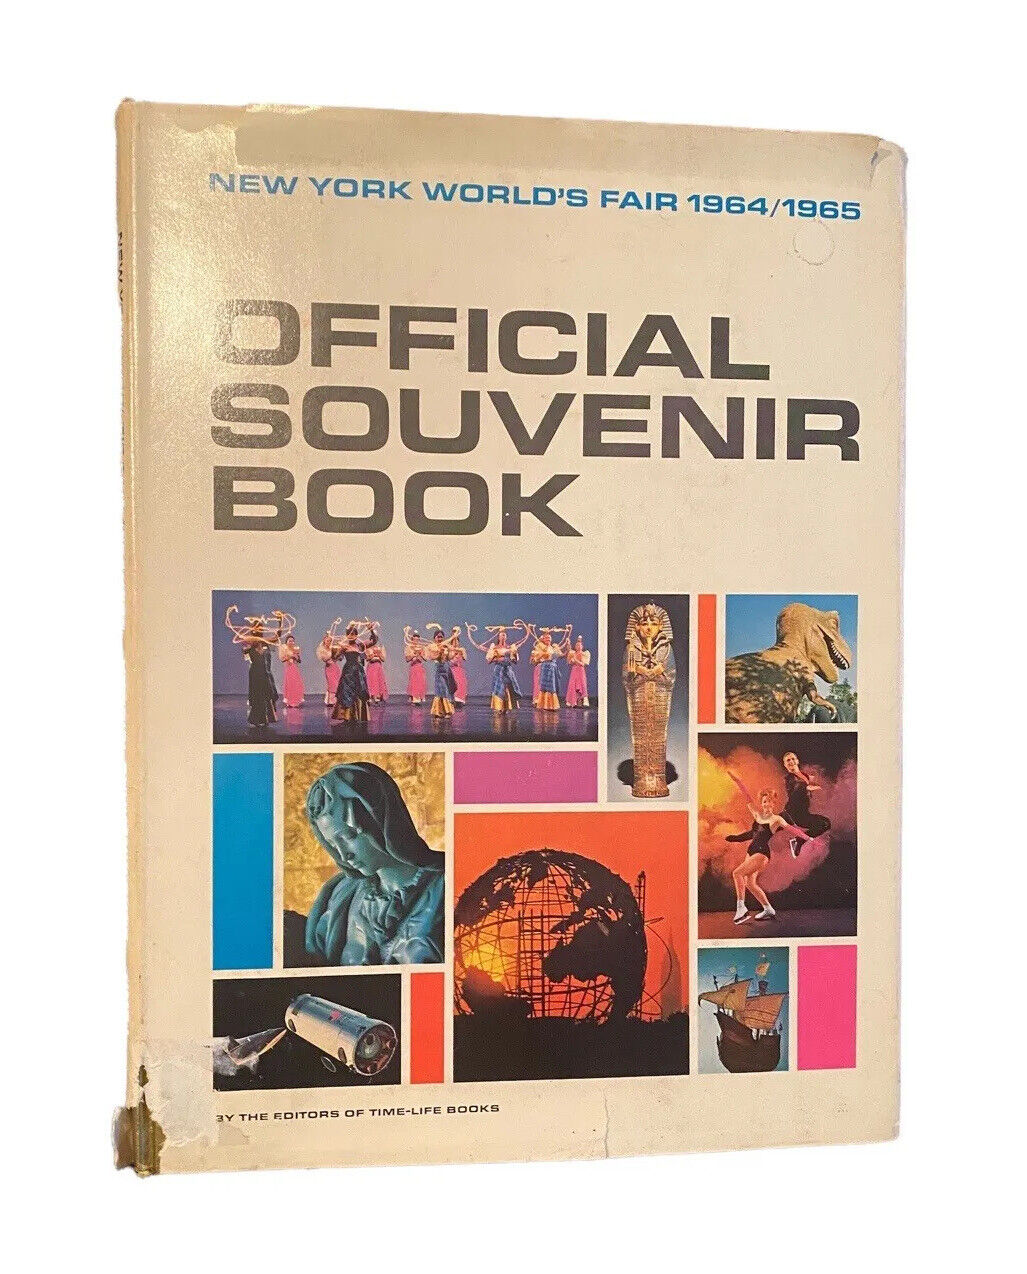 NEW YORK WORLD'S FAIR 1964/1965
OFFICIAL
SOUVENIR
BOOK
BY THE EDITORS OF TIME-LIFE BOOKS